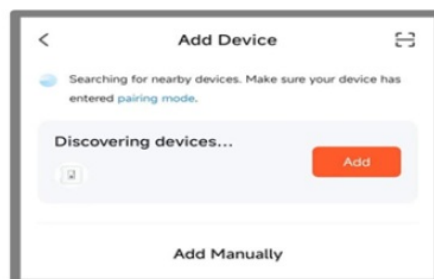 Add Device
Searching for nearby devices. Make sure your device has
entered pairing mode.
Discovering devices...
Add
Add Manually